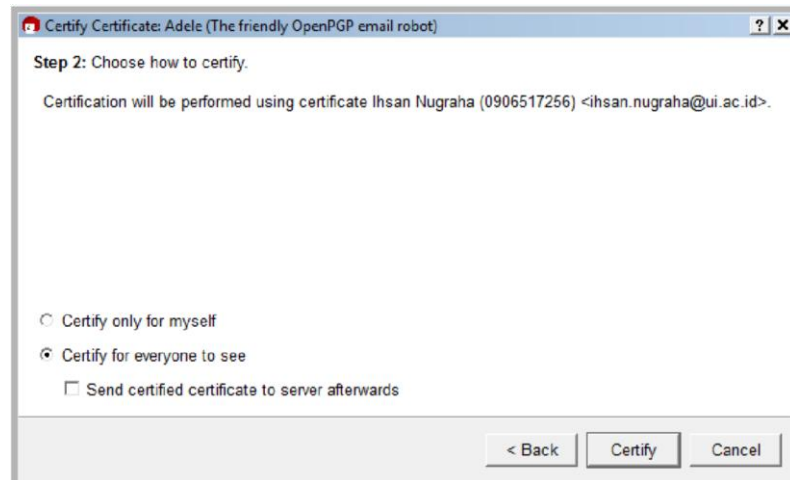 Certify Certificate: Adele (The friendly OpenPGP email robot)
Step 2: Choose how to certify.
Certification will be performed using certificate Ihsan Nugraha (0906517256) <ihsan.nugraha@ui.ac.id>.
Certify only for myself
Certify for everyone to see
Send certified certificate to server afterwards
< Back Certify Cancel